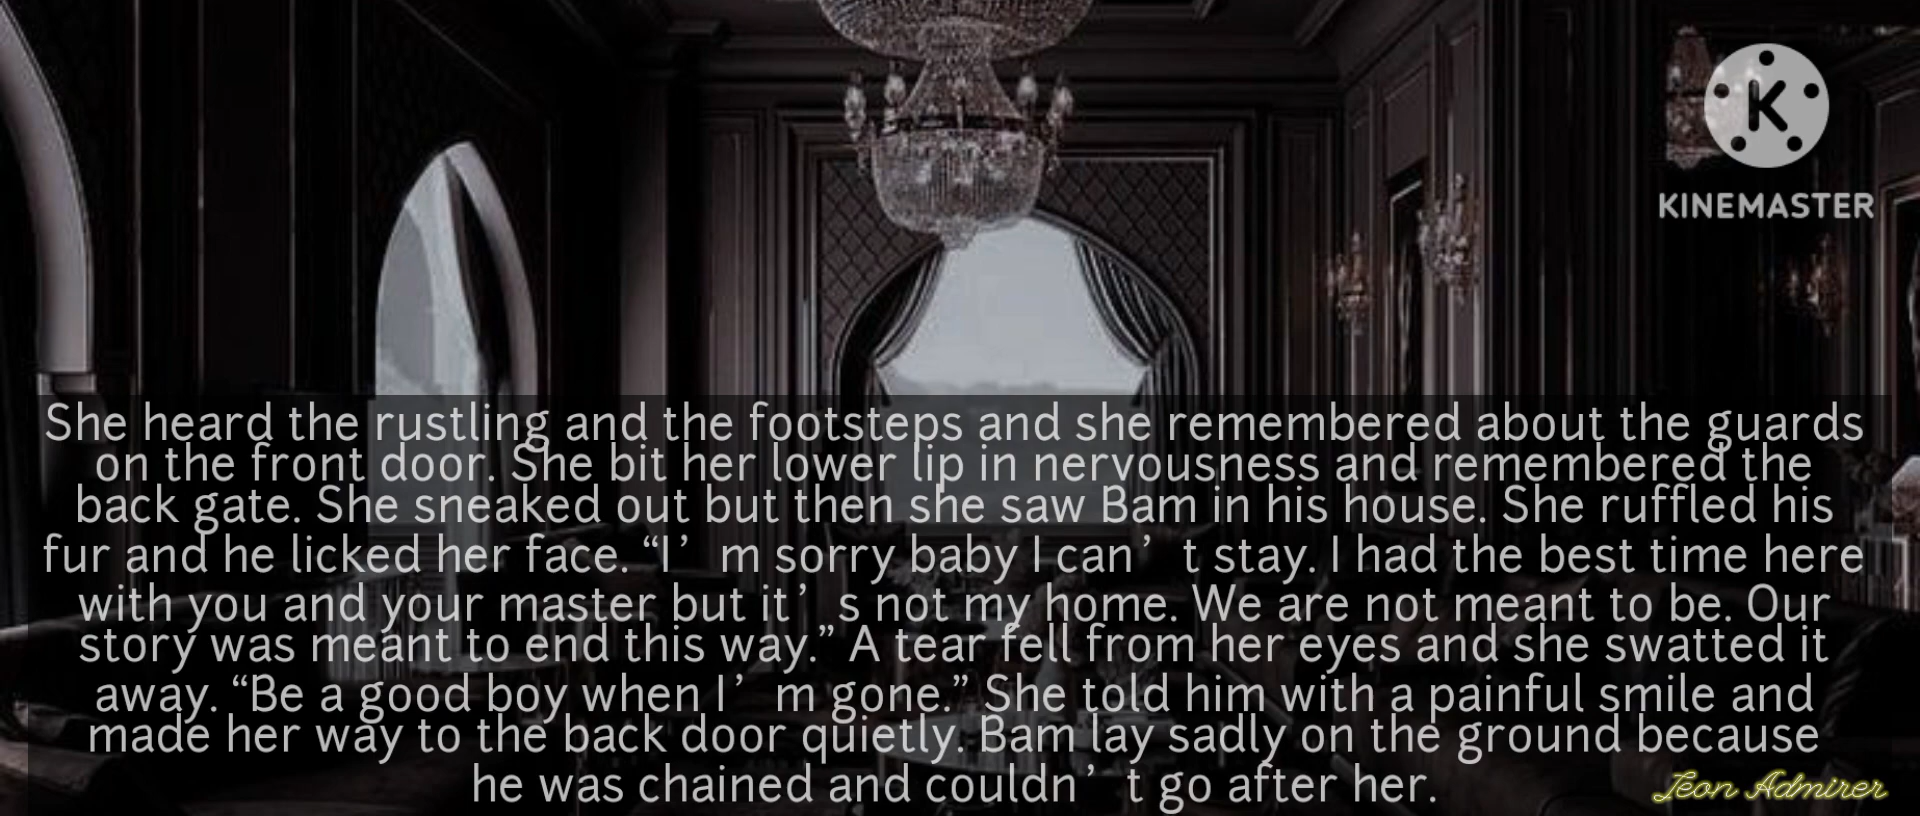 KINEMASTER
She heard the rustling and the footsteps and she remembered about the guards
on the front door. She bit her lower lip in nervousness and remembered the
back gate. She sneaked out but then she saw Bam in his house. She ruffled his
fur and he licked her face. “I’m sorry baby I can’t stay. I had the best time here
with you and your master but it’s not my home. We are not meant to be. Our
story was meant to end this way.” A tear fell from her eyes and she swatted it
away. “Be a good boy when I’m gone.” She told him with a painful smile and
made her way to the back door quietly. Bam lay sadly on the ground because
he was chained and couldn’t go after her.
Jeon Admirer